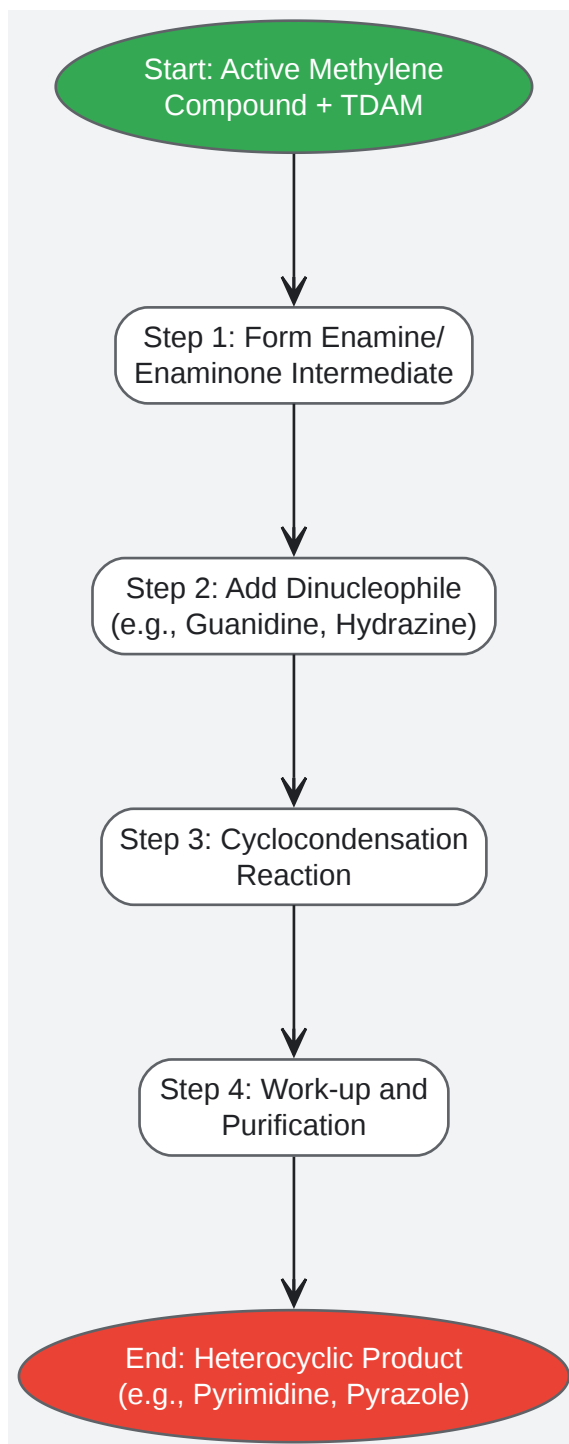 Start: Active Methylene
Compound + TDAM
Step 1: Form Enamine/
Enaminone Intermediate
Step 2: Add Dinucleophile
(e.g., Guanidine, Hydrazine)
Step 3: Cyclocondensation
Reaction
Step 4: Work-up and
Purification
End: Heterocyclic Product
(e.g., Pyrimidine, Pyrazole)